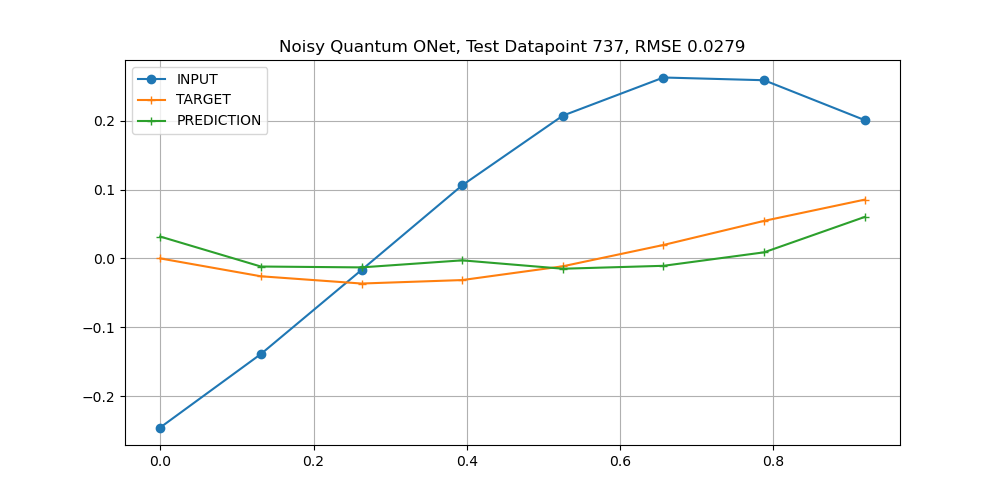 Noisy Quantum ONet, Test Datapoint 737, RMSE 0.0279
INPUT
TARGET
PREDICTION
0.2
0.1
0.0
−0.1
−0.2
0.0 0.2 0.4 0.6 0.8